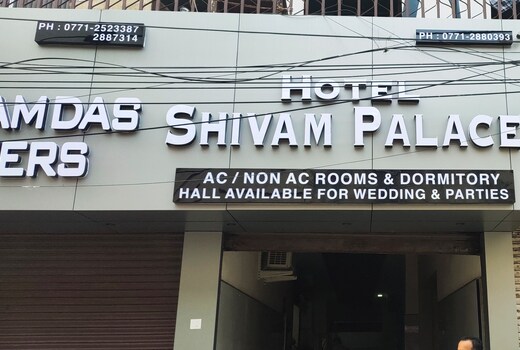 PH : 0771-2523387
2887314
AMDAS
ERS
PH : 0771-2880393
HOTEL
SHIVAM PALACE
AC / NON AC ROOMS & DORMITORY
HALL AVAILABLE FOR WEDDING & PARTIES